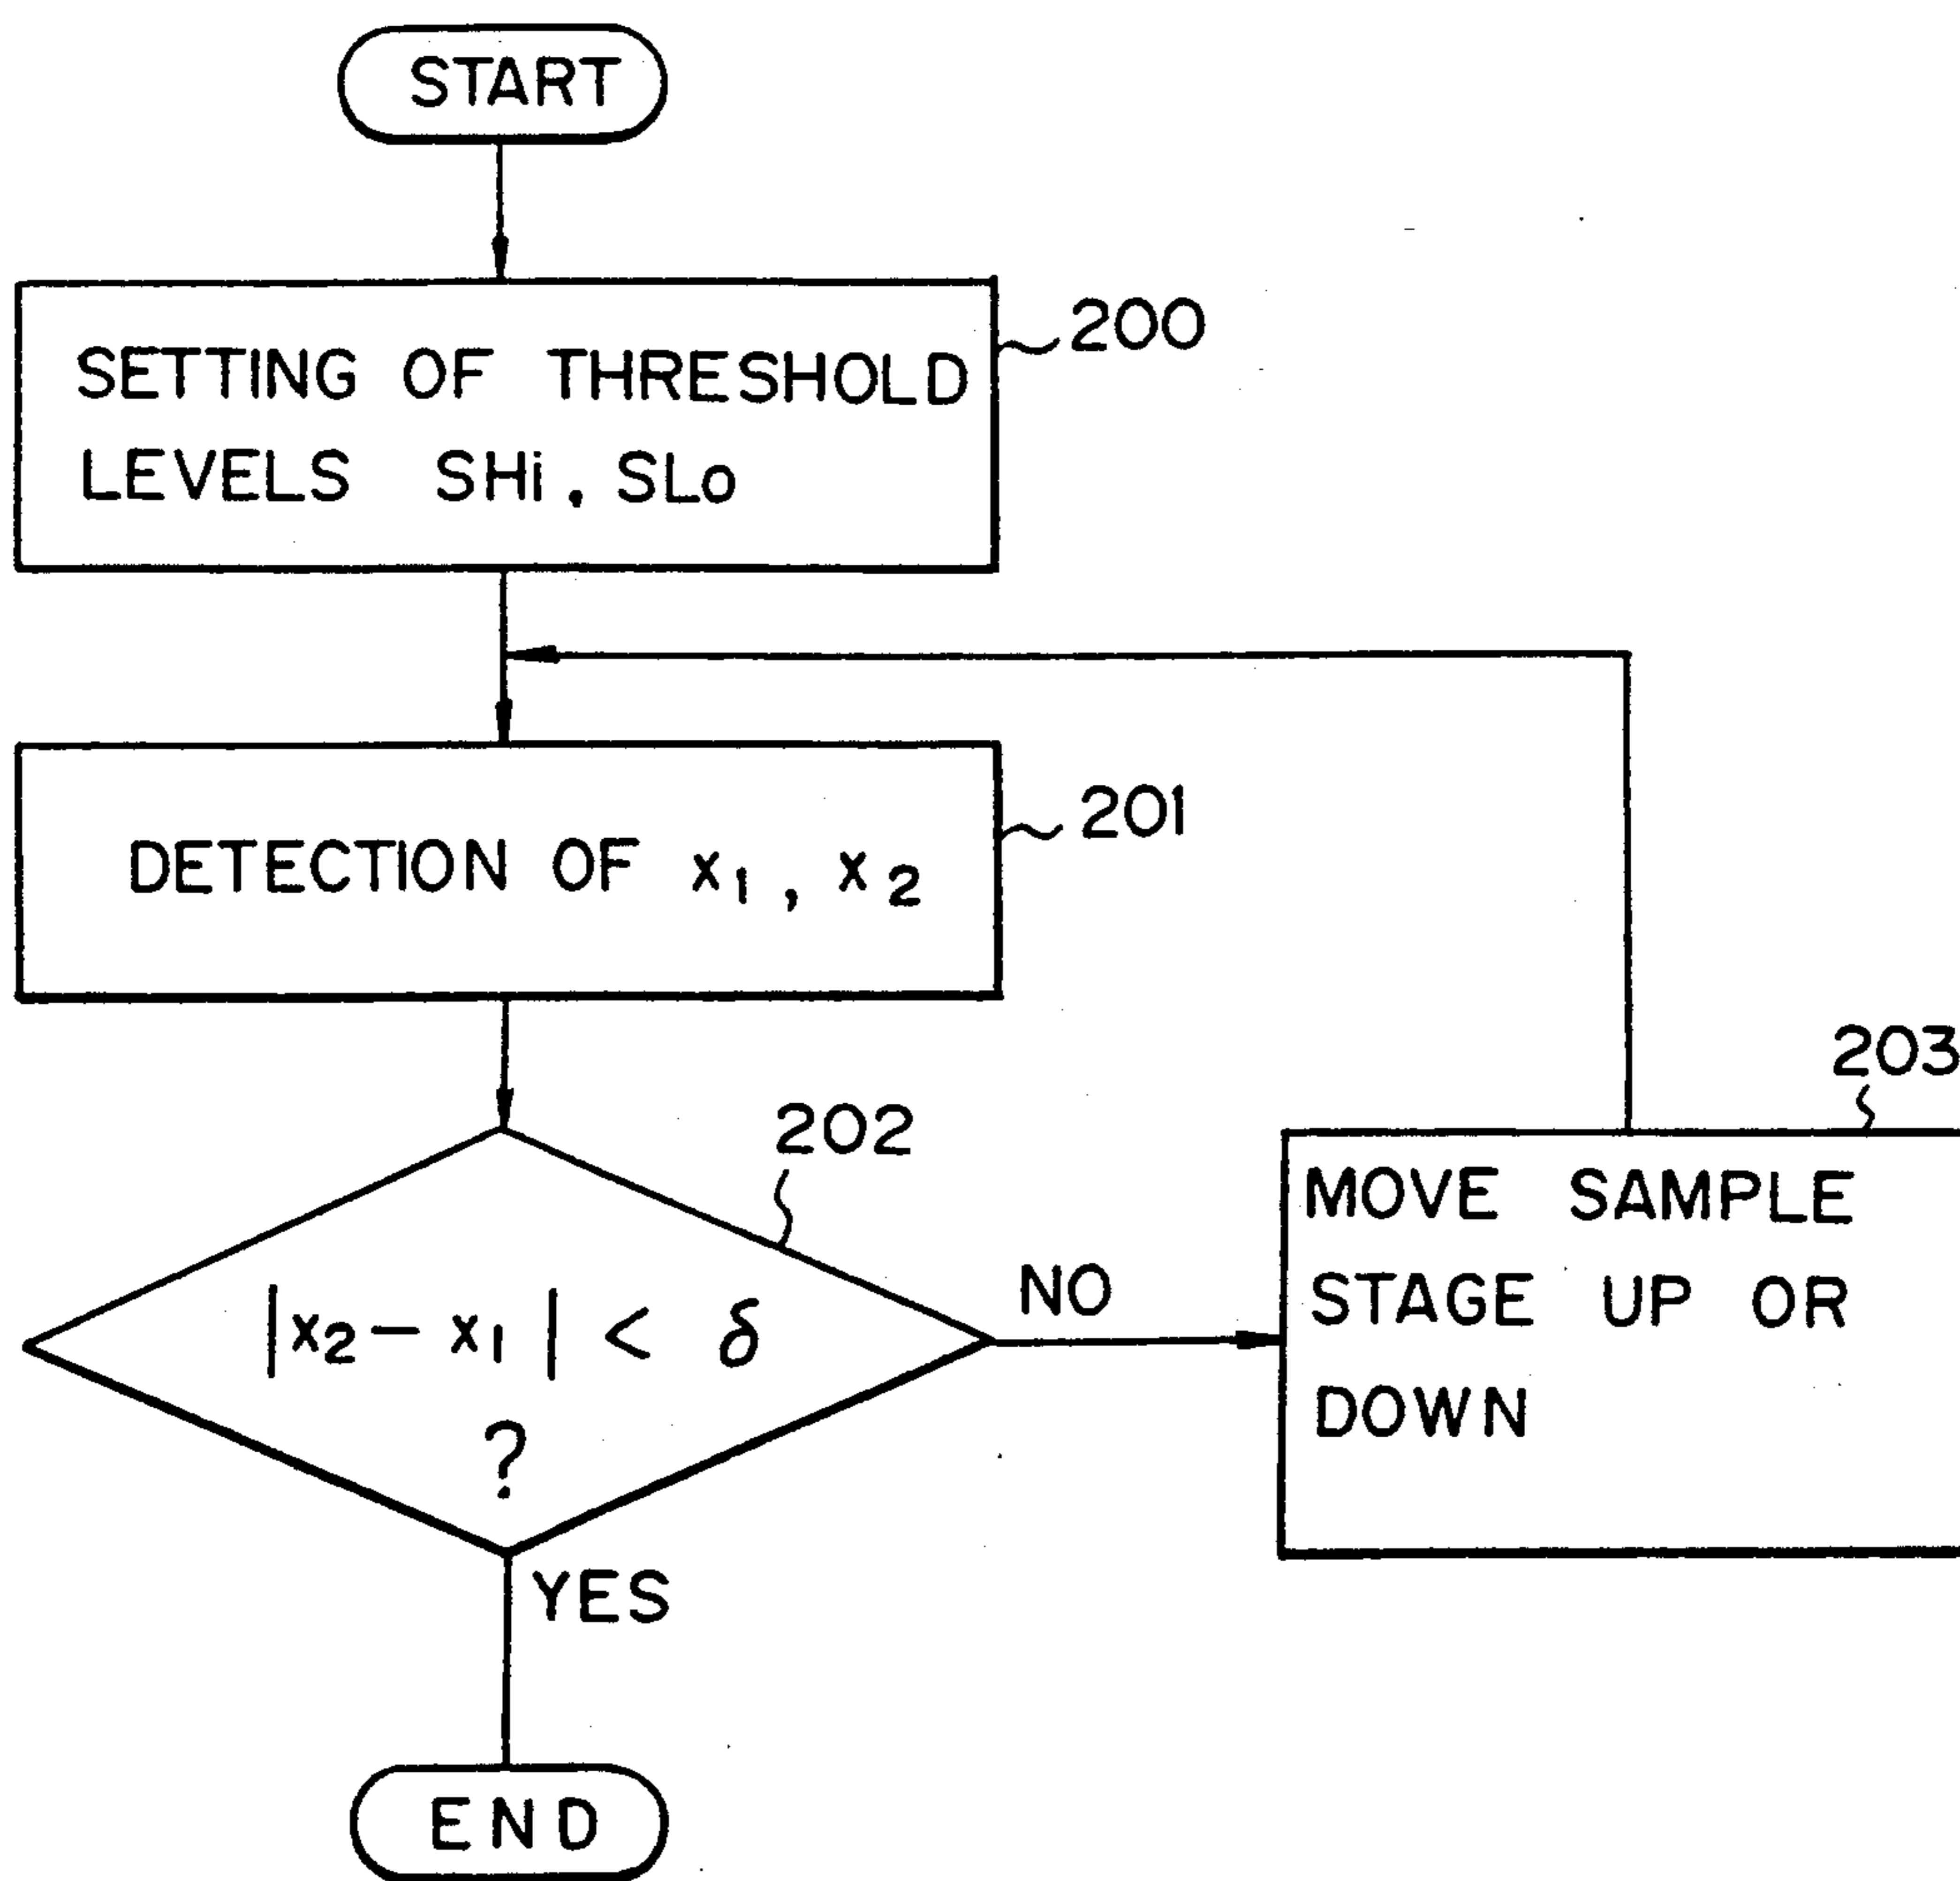 START
SETTING OF THRESHOLD
LEVELS SHi, SLo
200
DETECTION OF x₁, x₂
201
202
|x₂ − x₁| < δ
?
NO
YES
203
MOVE SAMPLE
STAGE UP OR
DOWN
END